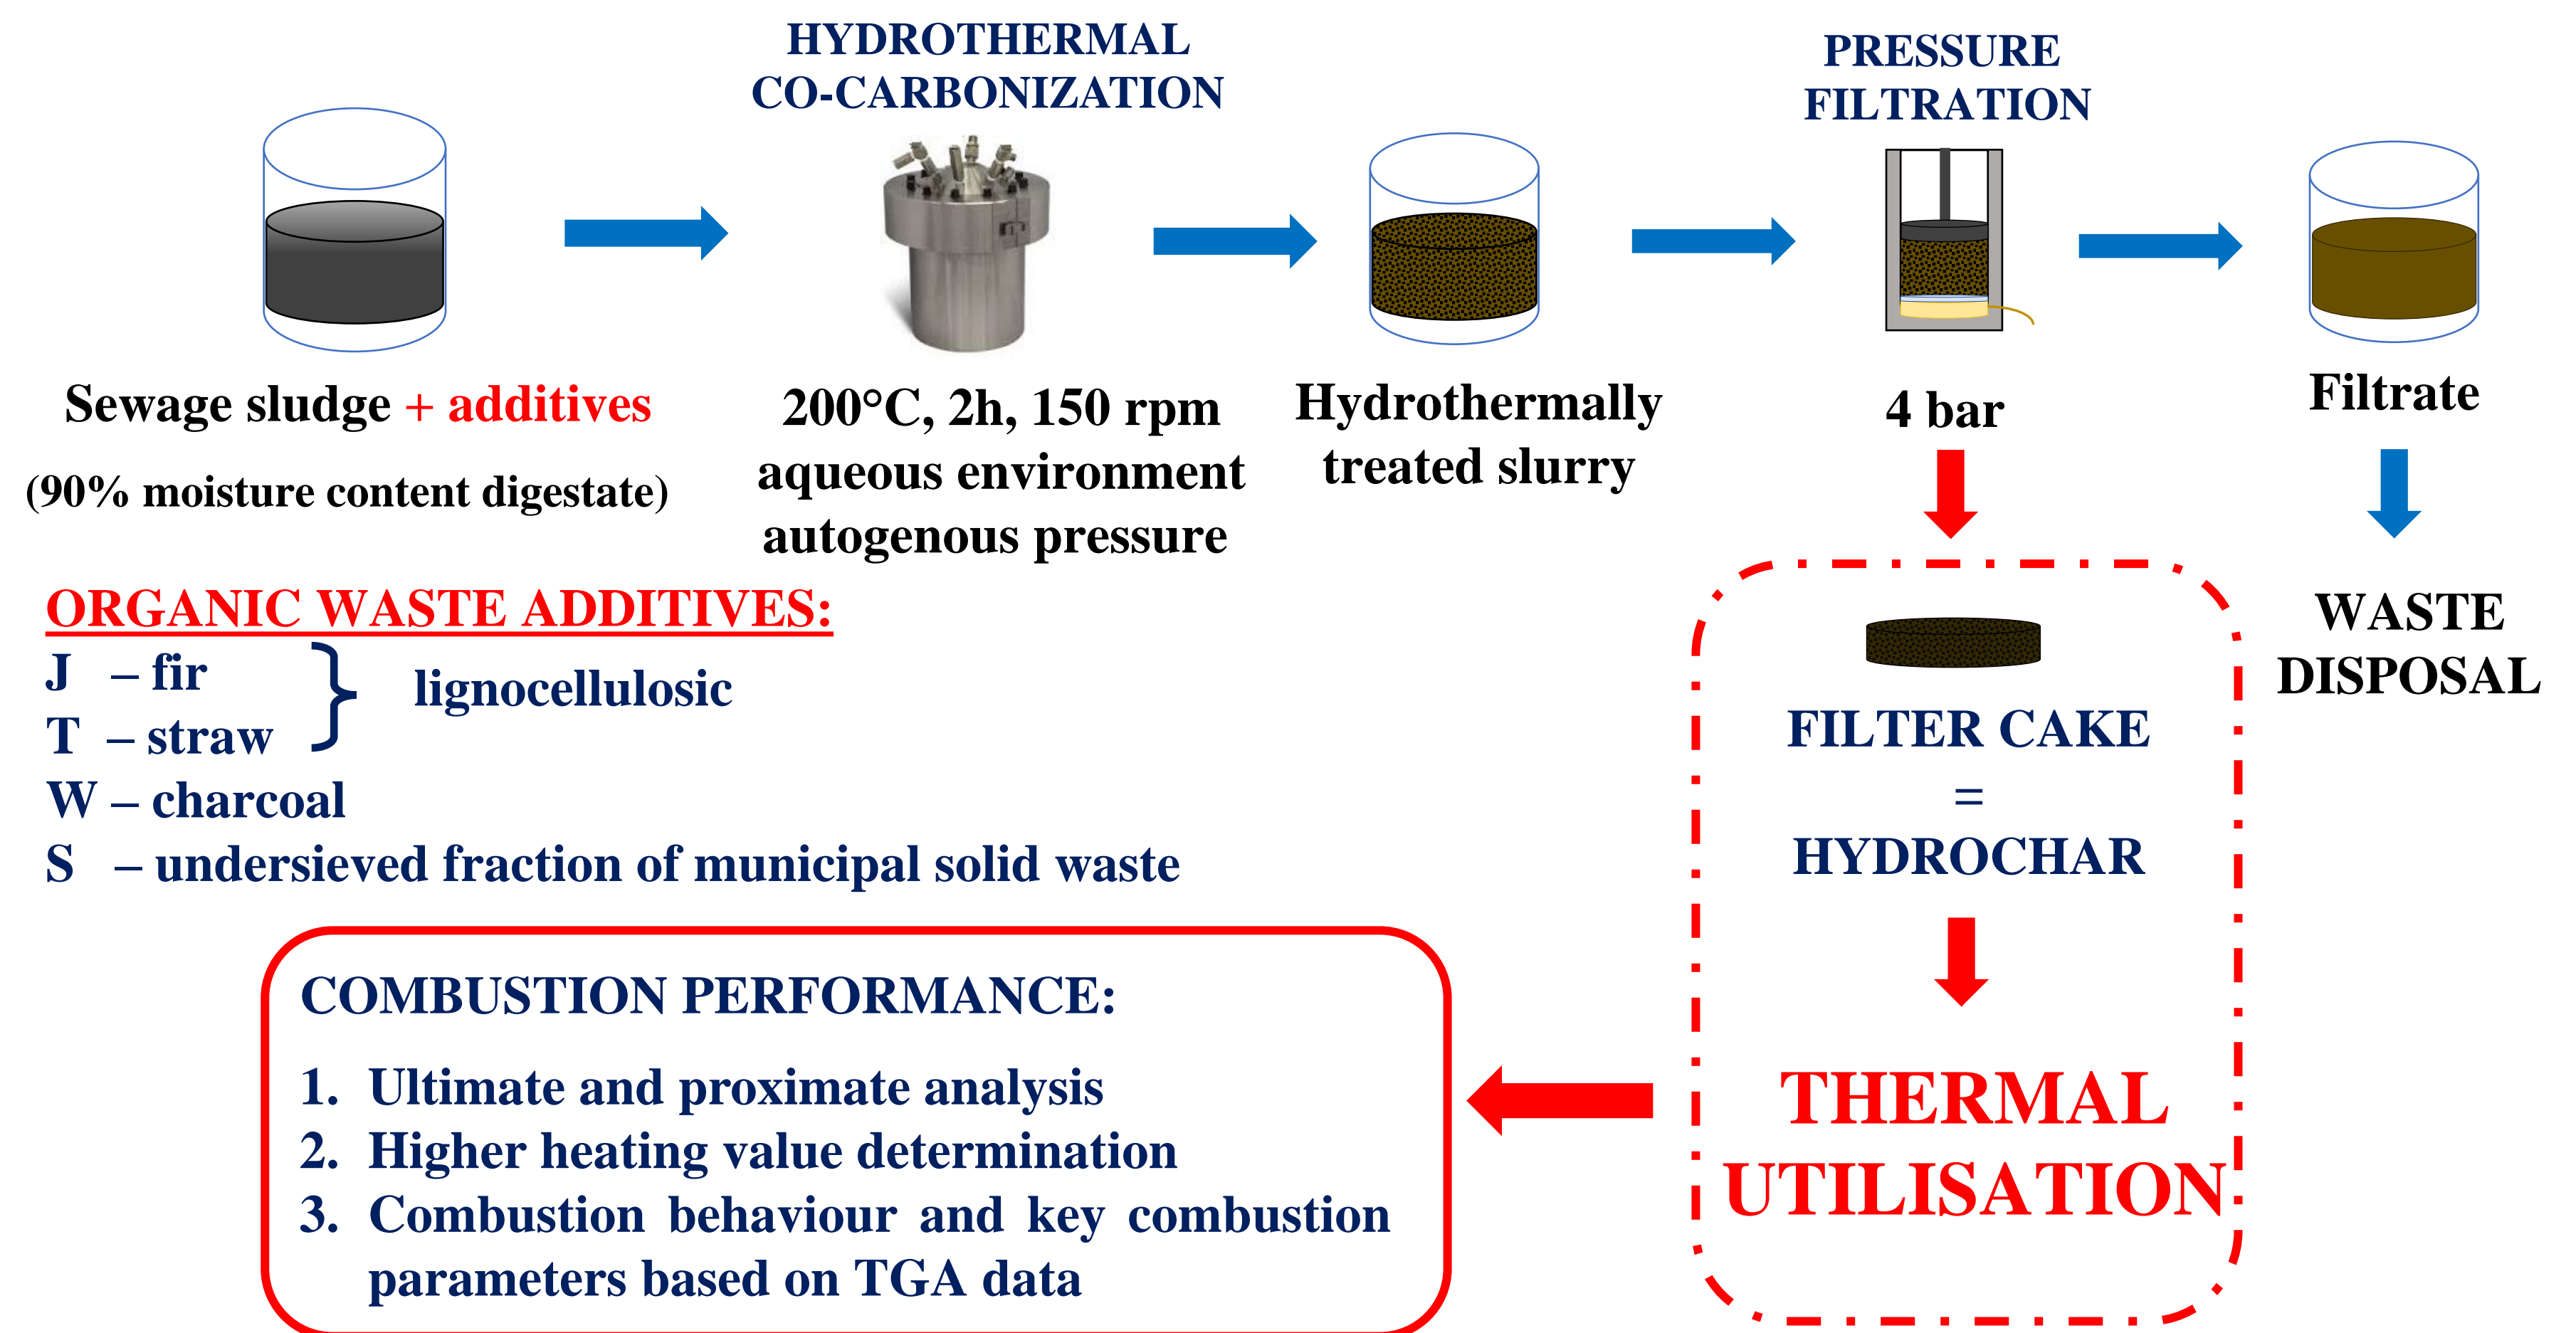 HYDROTHERMAL
CO-CARBONIZATION
PRESSURE
FILTRATION
Sewage sludge + additives
(90% moisture content digestate)
200°C, 2h, 150 rpm
aqueous environment
autogenous pressure
Hydrothermally
treated slurry
4 bar
Filtrate
WASTE
DISPOSAL
ORGANIC WASTE ADDITIVES:
J – fir
T – straw
lignocellulosic
W – charcoal
S – undersieved fraction of municipal solid waste
FILTER CAKE
=
HYDROCHAR
THERMAL
UTILISATION
COMBUSTION PERFORMANCE:
1. Ultimate and proximate analysis
2. Higher heating value determination
3. Combustion behaviour and key combustion
parameters based on TGA data